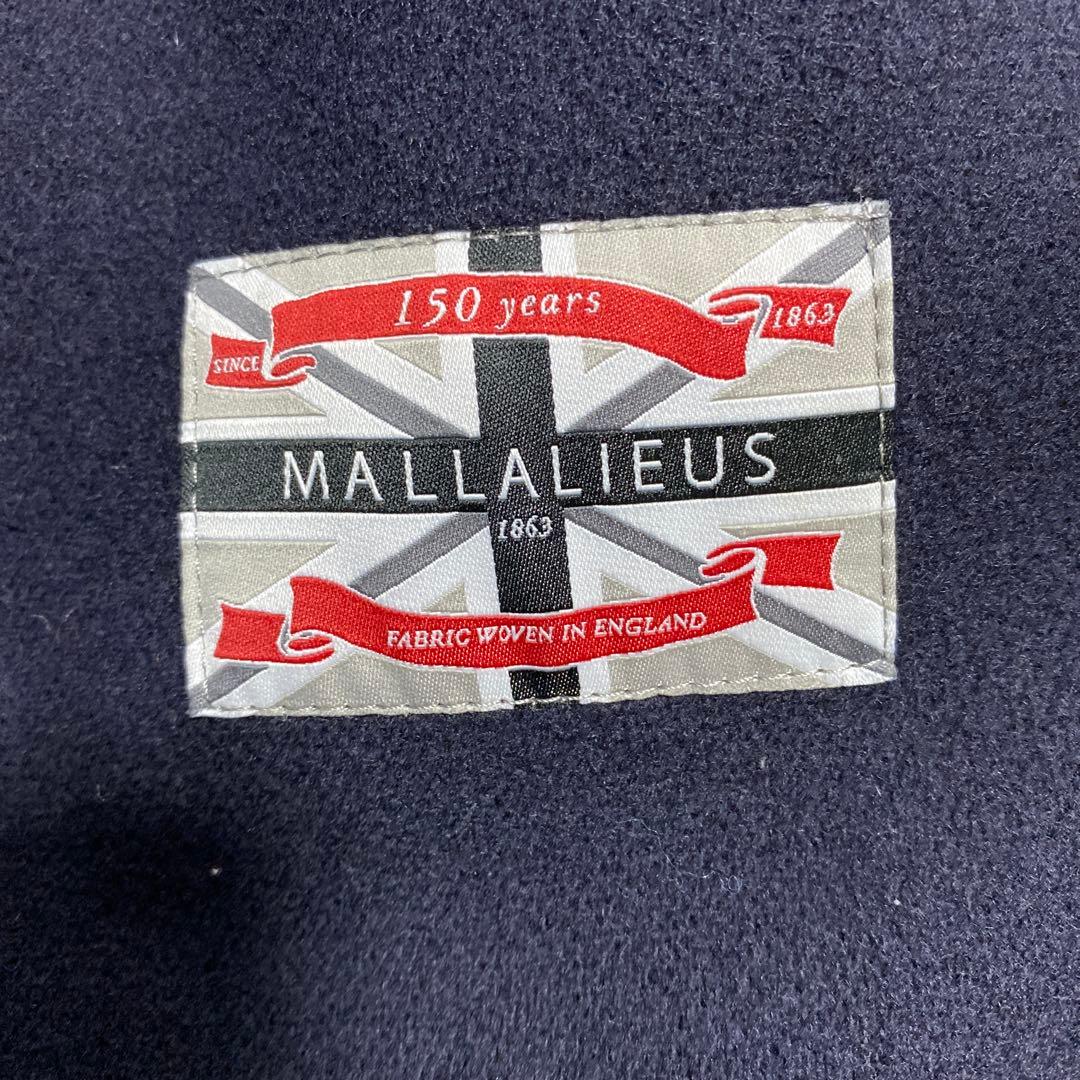 150 years
SINCE 1863
MALLALIEUS
1863
FABRIC WOVEN IN ENGLAND